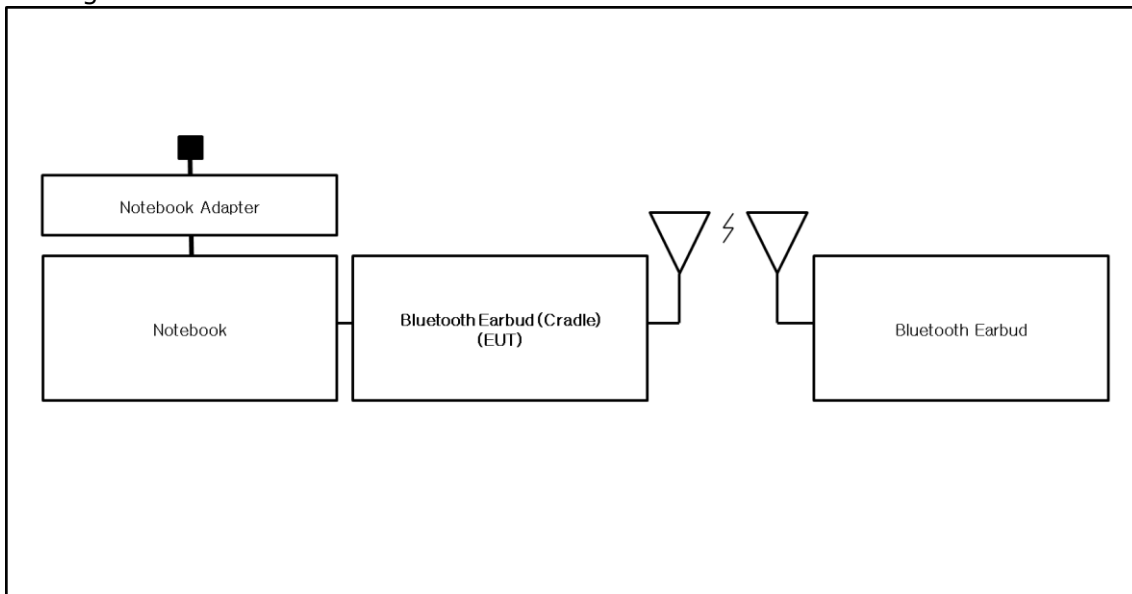 Notebook Adapter
Notebook
Bluetooth Earbud (Cradle)
(EUT)
Bluetooth Earbud